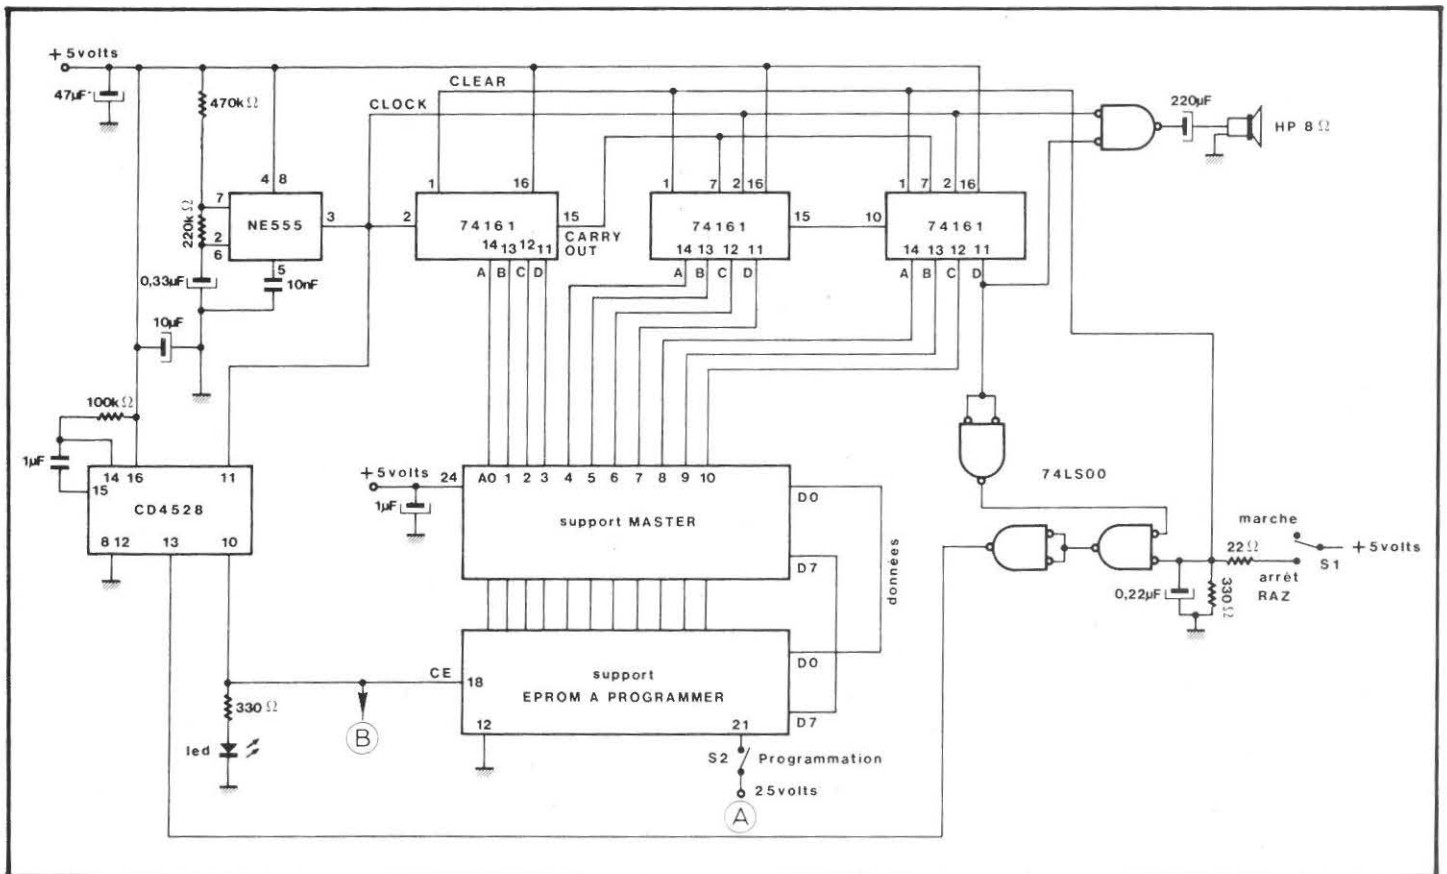 + 5volts
47µF
470kΩ
CLEAR
CLOCK
220µF
HP 8 Ω
4 8
7
NE555
3
220kΩ
2
6
5
0,33µF
10nF
10µF
1
16
2
74161
15
CARRY OUT
14 13 12 11
A B C D
1
7
2
16
74161
15
14 13 12 11
A B C D
1
7
2
16
10
74161
14 13 12 11
A B C D
100kΩ
1µF
14 16
11
15
CD4528
8 12
13
10
+ 5volts
24
1µF
A0 1 2 3 4 5 6 7 8 9 10
support MASTER
D0
D7
données
74LS00
marche
+ 5volts
S1
22Ω
arrêt
RAZ
0,22µF
330Ω
CE
18
support
EPROM A PROGRAMMER
D0
D7
12
21
330 Ω
led
B
S2 Programmation
25volts
A